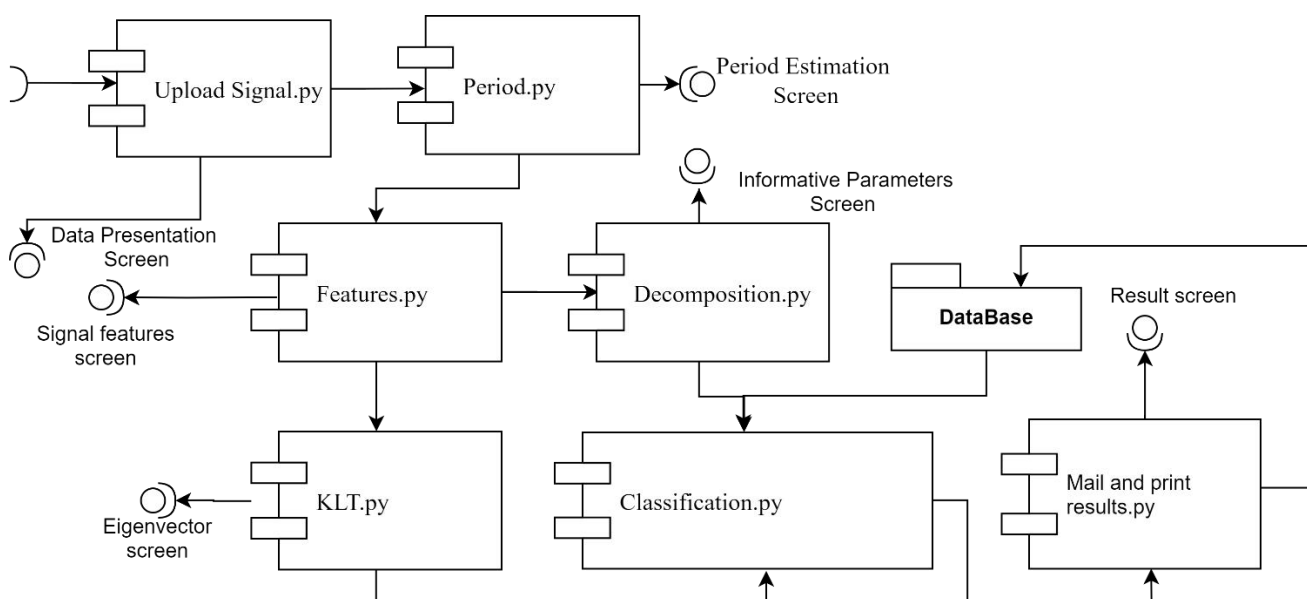 Upload Signal.py
Period.py
Period Estimation
Screen
Informative Parameters
Screen
Data Presentation
Screen
Features.py
Decomposition.py
DataBase
Result screen
Signal features
screen
KLT.py
Classification.py
Mail and print
results.py
Eigenvector
screen